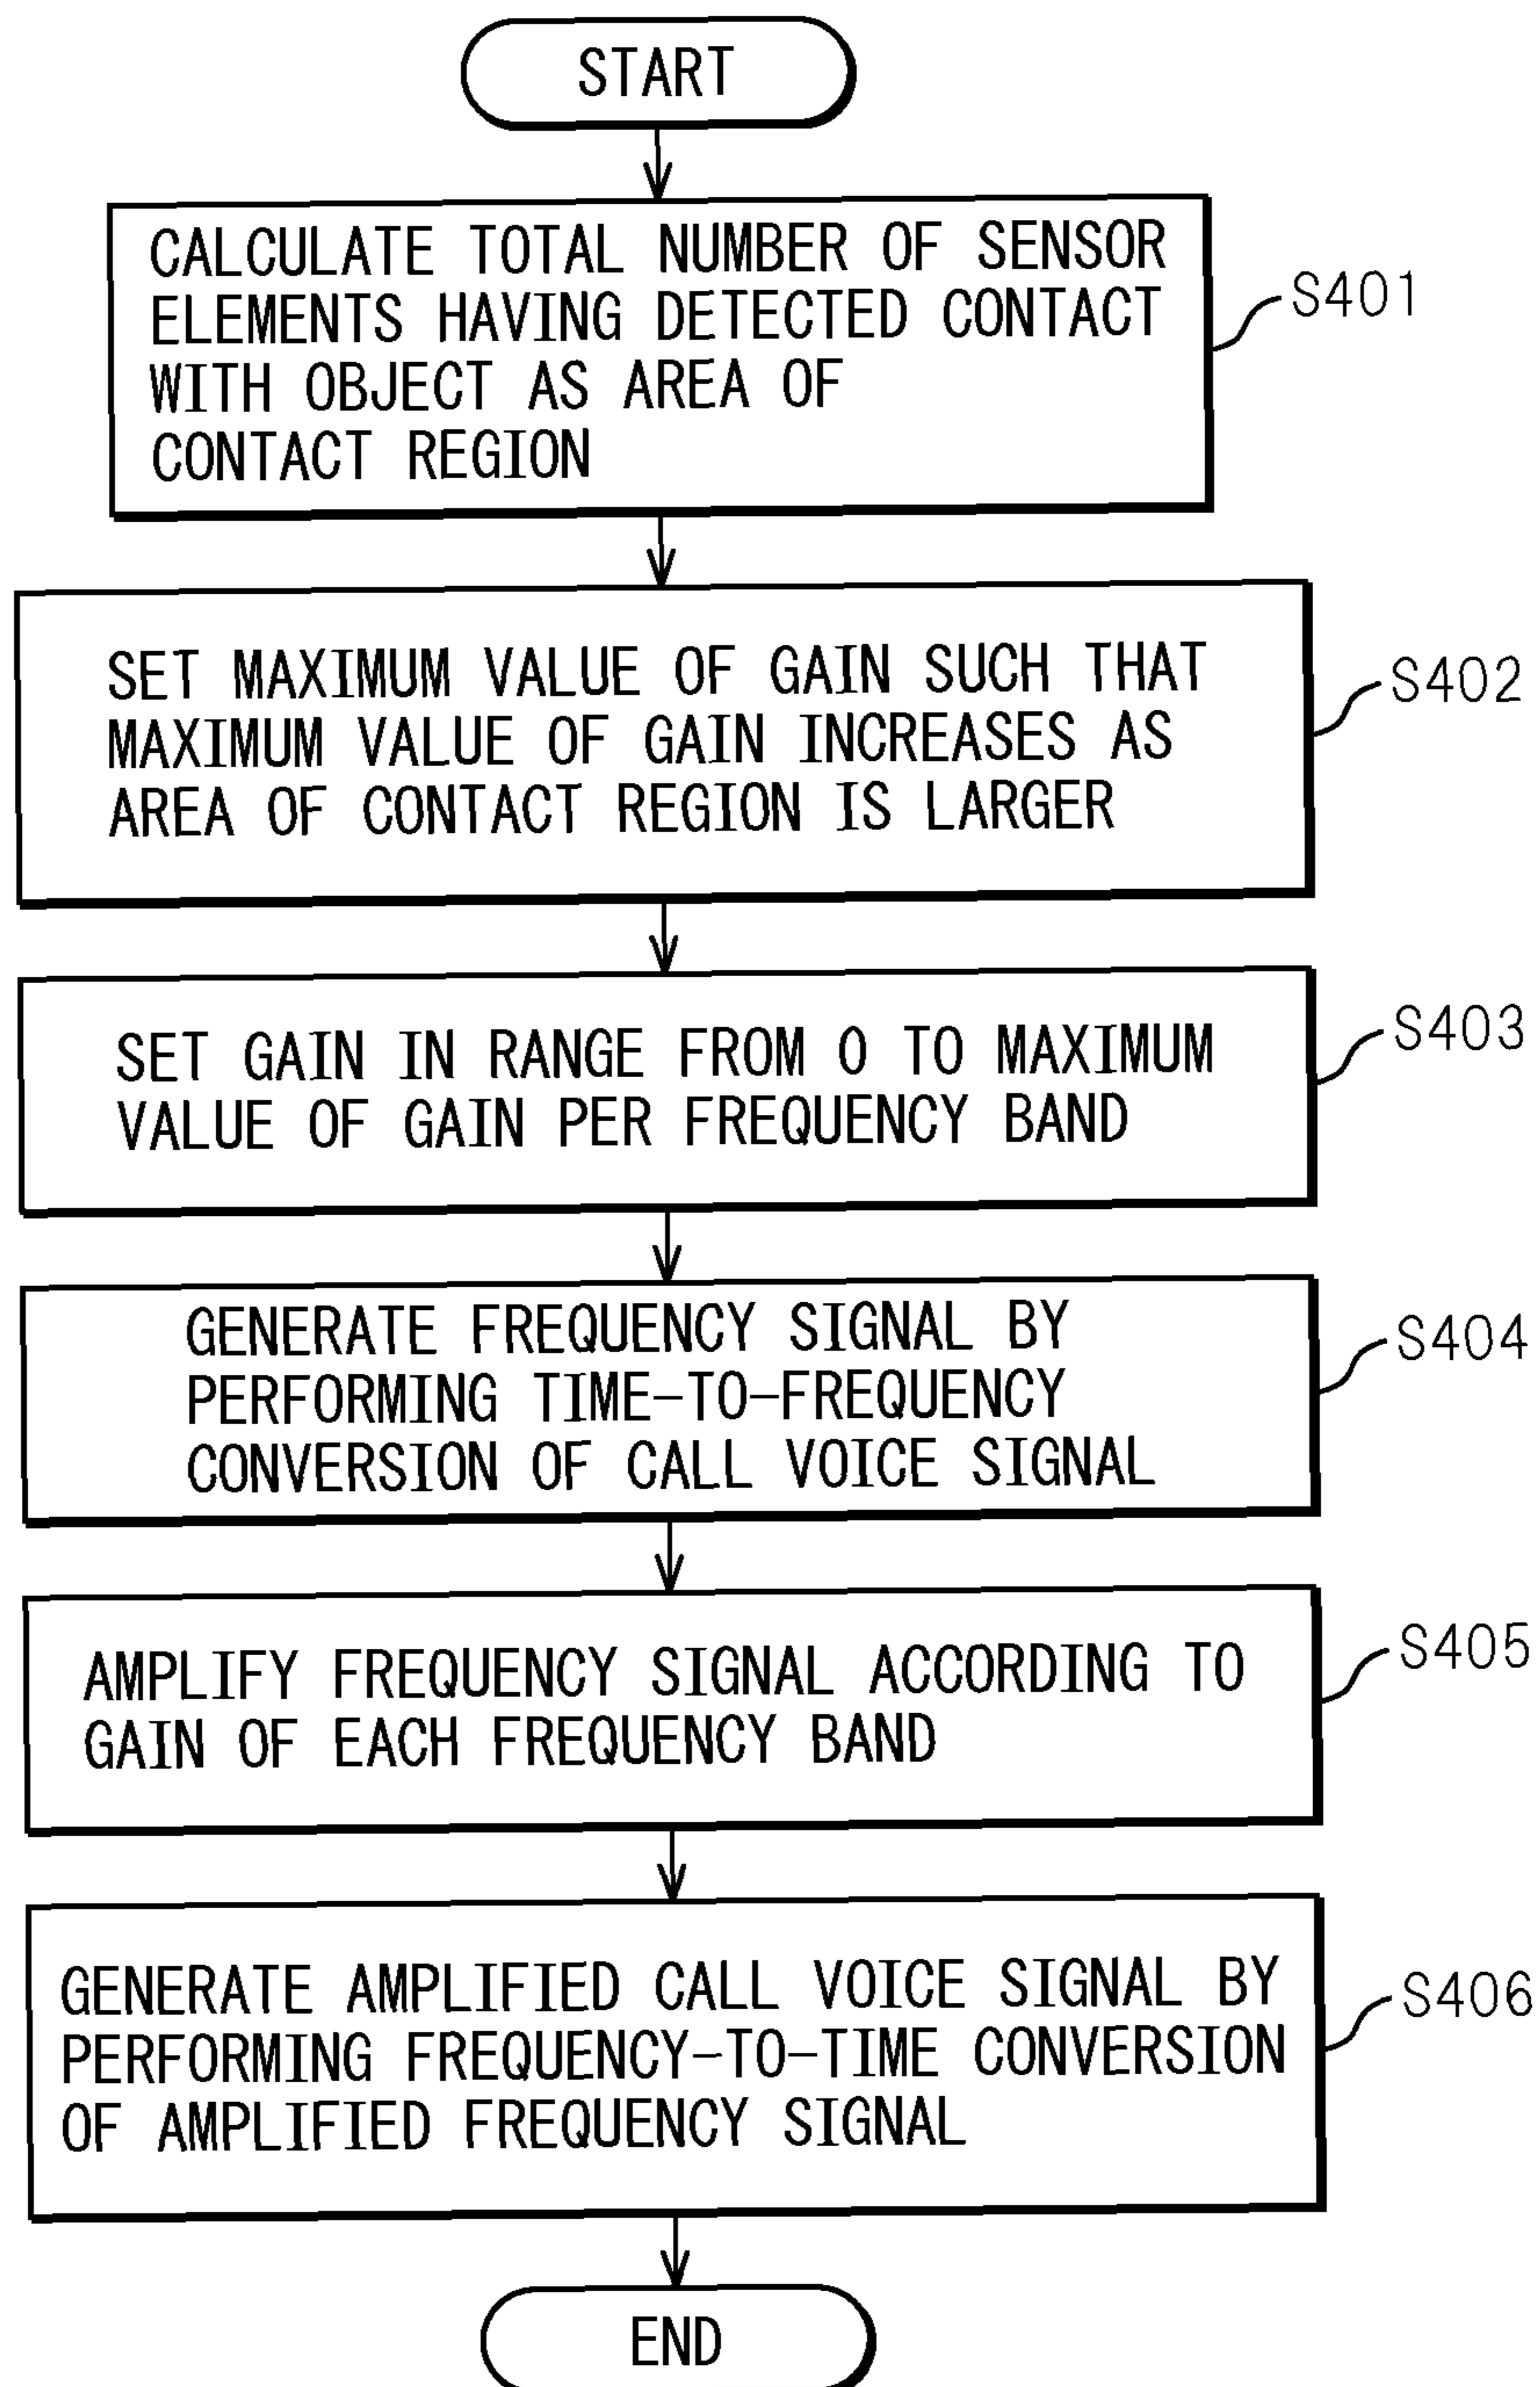 START
CALCULATE TOTAL NUMBER OF SENSOR
ELEMENTS HAVING DETECTED CONTACT
WITH OBJECT AS AREA OF
CONTACT REGION
S401
SET MAXIMUM VALUE OF GAIN SUCH THAT
MAXIMUM VALUE OF GAIN INCREASES AS
AREA OF CONTACT REGION IS LARGER
S402
SET GAIN IN RANGE FROM 0 TO MAXIMUM
VALUE OF GAIN PER FREQUENCY BAND
S403
GENERATE FREQUENCY SIGNAL BY
PERFORMING TIME-TO-FREQUENCY
CONVERSION OF CALL VOICE SIGNAL
S404
AMPLIFY FREQUENCY SIGNAL ACCORDING TO
GAIN OF EACH FREQUENCY BAND
S405
GENERATE AMPLIFIED CALL VOICE SIGNAL BY
PERFORMING FREQUENCY-TO-TIME CONVERSION
OF AMPLIFIED FREQUENCY SIGNAL
S406
END